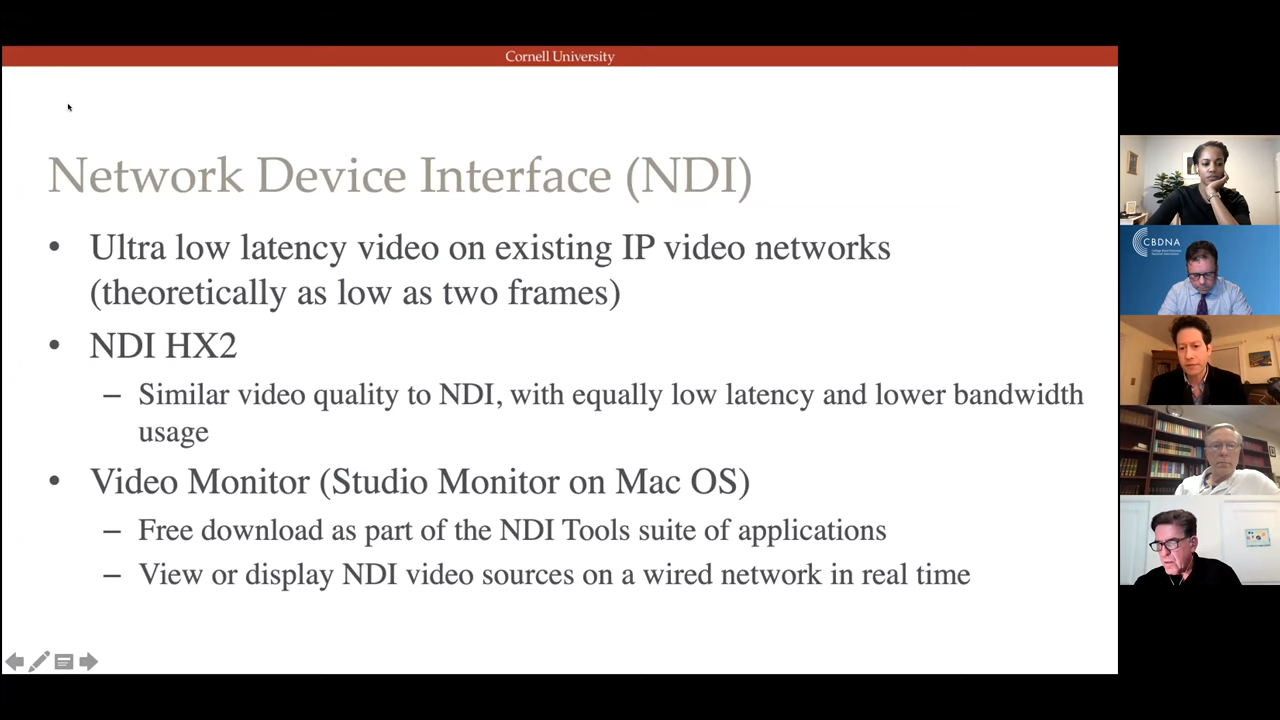 Cornell University
Network Device Interface (NDI)
• Ultra low latency video on existing IP video networks
(theoretically as low as two frames)
• NDI HX2
– Similar video quality to NDI, with equally low latency and lower bandwidth
usage
• Video Monitor (Studio Monitor on Mac OS)
– Free download as part of the NDI Tools suite of applications
– View or display NDI video sources on a wired network in real time
CBDNA